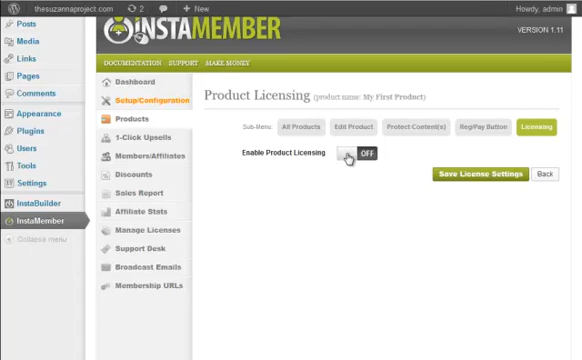 thesuzannaproject.com
2
New
Howdy, admin
Posts
Media
Links
Pages
Comments
Appearance
Plugins
Users
Tools
Settings
InstaBuilder
InstaMember
Collapse menu
INSTAMEMBER
VERSION 1.11
DOCUMENTATION SUPPORT MAKE MONEY
Dashboard
Setup/Configuration
Products
1-Click Upsells
Members/Affiliates
Discounts
Sales Report
Affiliate Stats
Manage Licenses
Support Desk
Broadcast Emails
Membership URLs
Product Licensing (product name: My First Product)
Sub-Menu: All Products Edit Product Protect Content(s) Reg/Pay Button Licensing
Enable Product Licensing OFF
Save License Settings Back